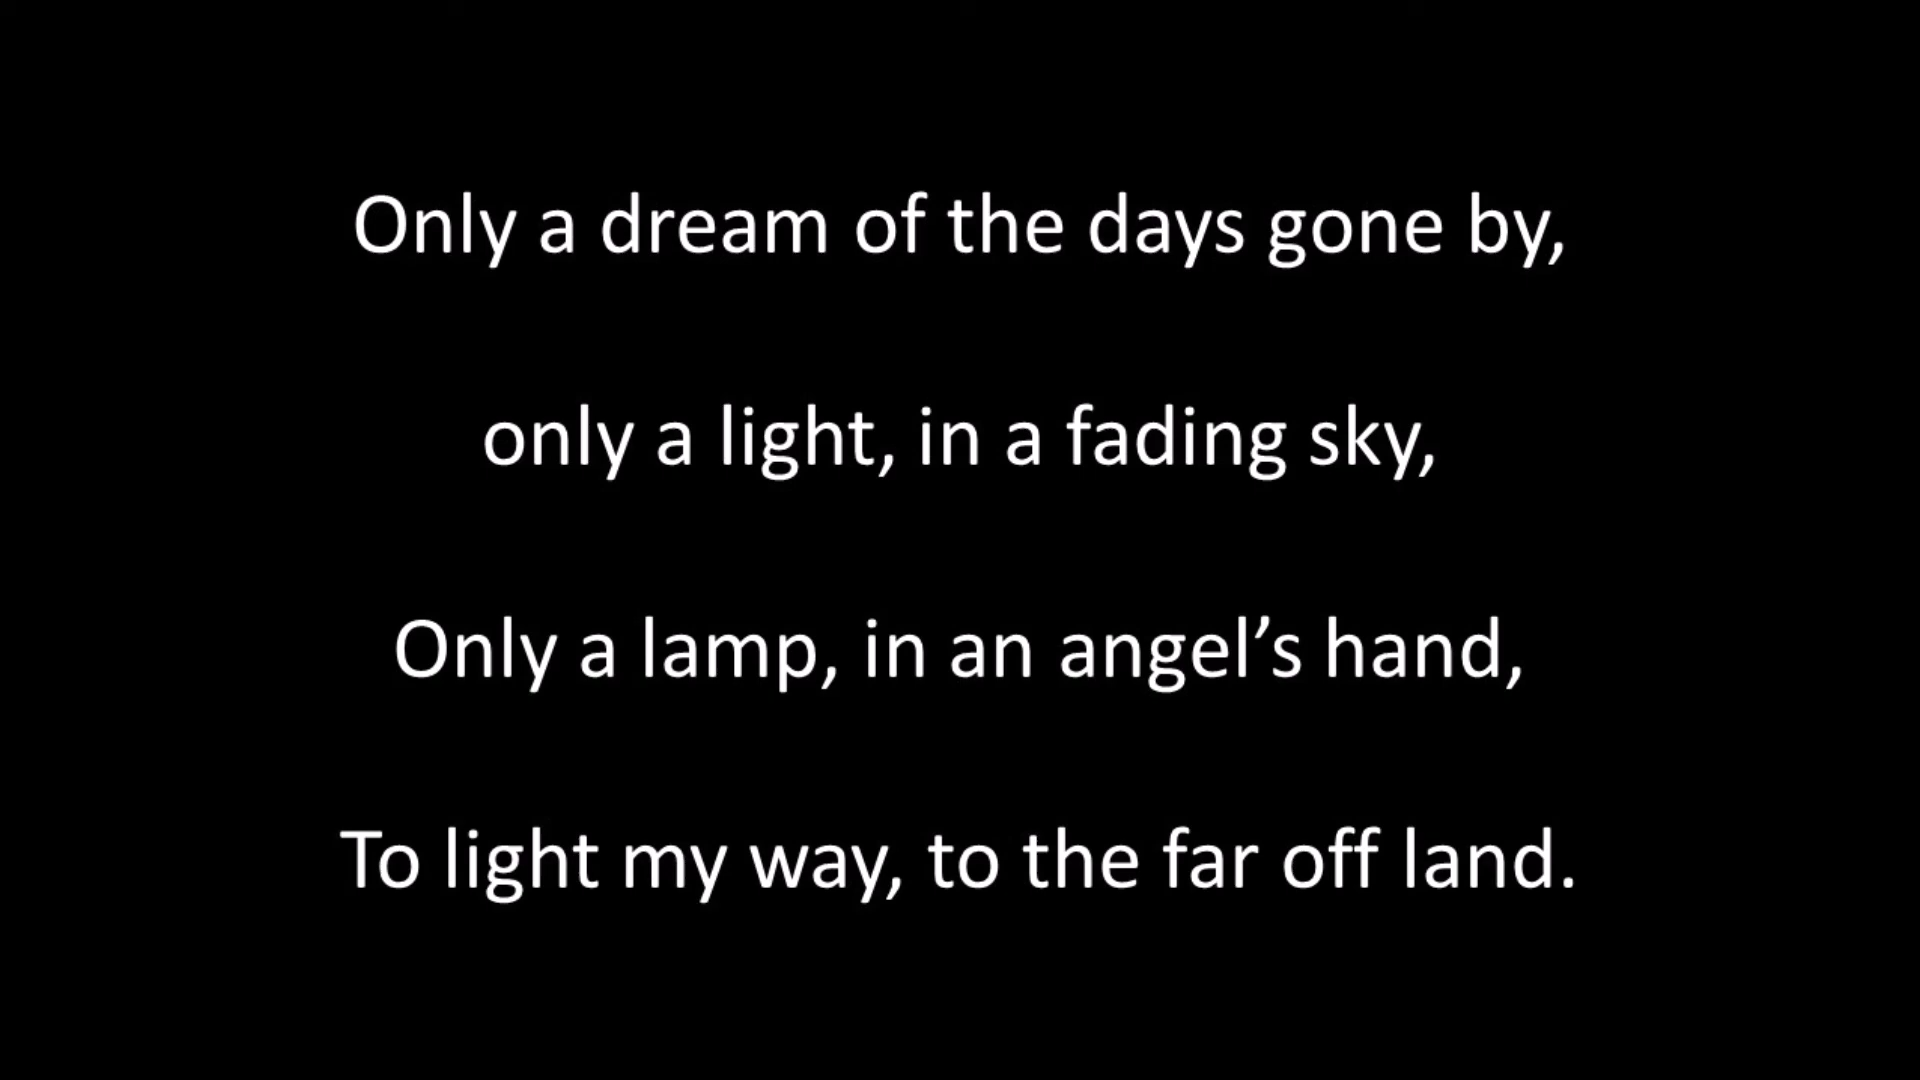 Only a dream of the days gone by,
only a light, in a fading sky,
Only a lamp, in an angel’s hand,
To light my way, to the far off land.